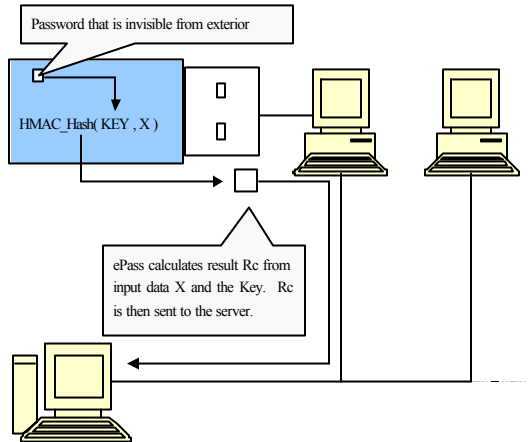 Password that is invisible from exterior
HMAC_Hash( KEY , X )
ePass calculates result Rc from
input data X and the Key. Rc
is then sent to the server.